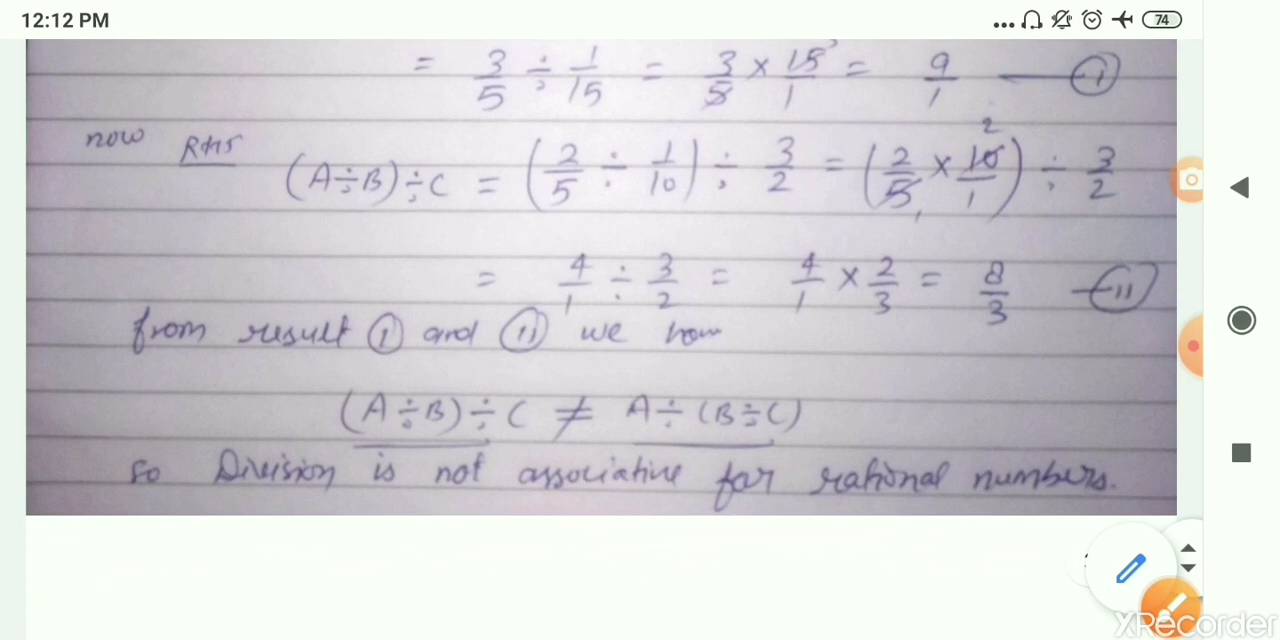 12:12 PM
74
= 3/5 ÷ 1/15 = 3/5 × 15/1 = 9/1 — (i)
now RHS
(A÷B)÷C = (2/5 ÷ 1/10) ÷ 3/2 = (2/5 × 10/1) ÷ 3/2
= 4/1 ÷ 3/2 = 4/1 × 2/3 = 8/3 — (ii)
from result (i) and (ii) we
(A÷B)÷C ≠ A÷(B÷C)
so Division is not associative for rational numbers.
XRecorder